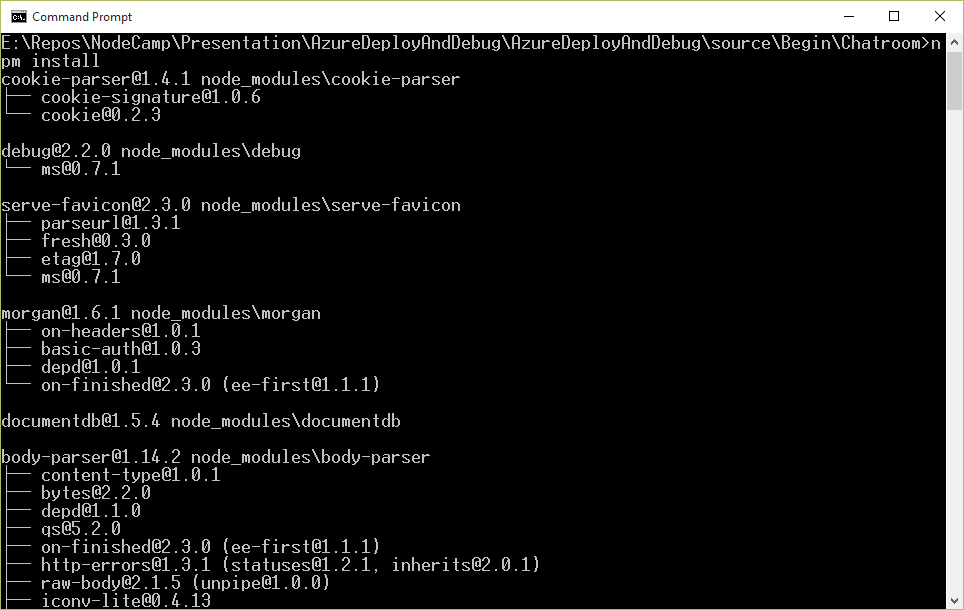 Command Prompt
E:\Repos\NodeCamp\Presentation\AzureDeployAndDebug\AzureDeployAndDebug\source\Begin\Chatroom>n
pm install
cookie-parser@1.4.1 node_modules\cookie-parser
├── cookie-signature@1.0.6
└── cookie@0.2.3
debug@2.2.0 node_modules\debug
└── ms@0.7.1
serve-favicon@2.3.0 node_modules\serve-favicon
├── parseurl@1.3.1
├── fresh@0.3.0
├── etag@1.7.0
└── ms@0.7.1
morgan@1.6.1 node_modules\morgan
├── on-headers@1.0.1
├── basic-auth@1.0.3
├── depd@1.0.1
└── on-finished@2.3.0 (ee-first@1.1.1)
documentdb@1.5.4 node_modules\documentdb
body-parser@1.14.2 node_modules\body-parser
├── content-type@1.0.1
├── bytes@2.2.0
├── depd@1.1.0
├── qs@5.2.0
├── on-finished@2.3.0 (ee-first@1.1.1)
├── http-errors@1.3.1 (statuses@1.2.1, inherits@2.0.1)
├── raw-body@2.1.5 (unpipe@1.0.0)
├── iconv-lite@0.4.13